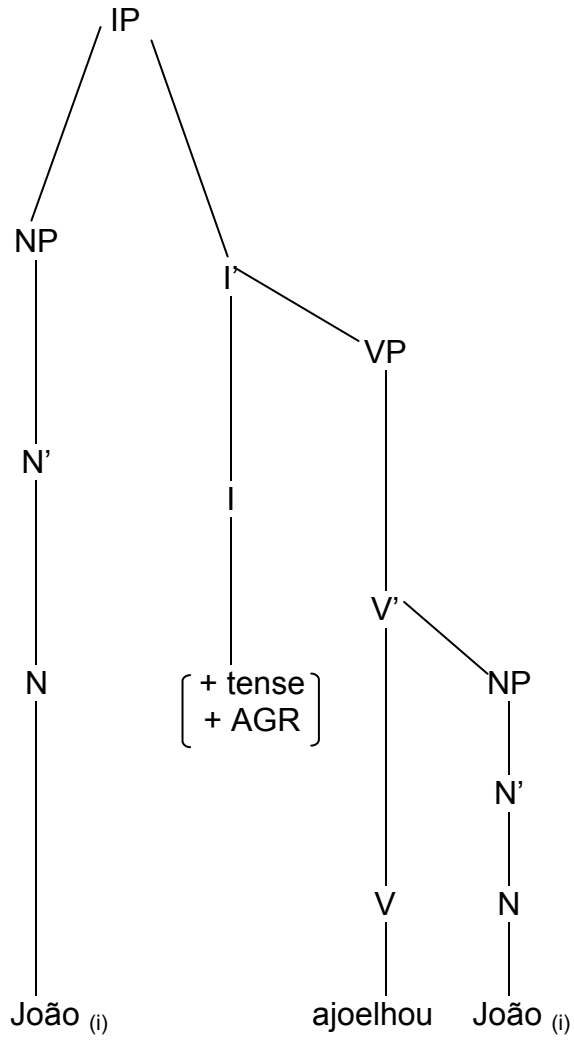 IP
NP
I’
VP
N’
I
V’
N
+ tense
+ AGR
NP
N’
V
N
João (i)
ajoelhou
João (i)